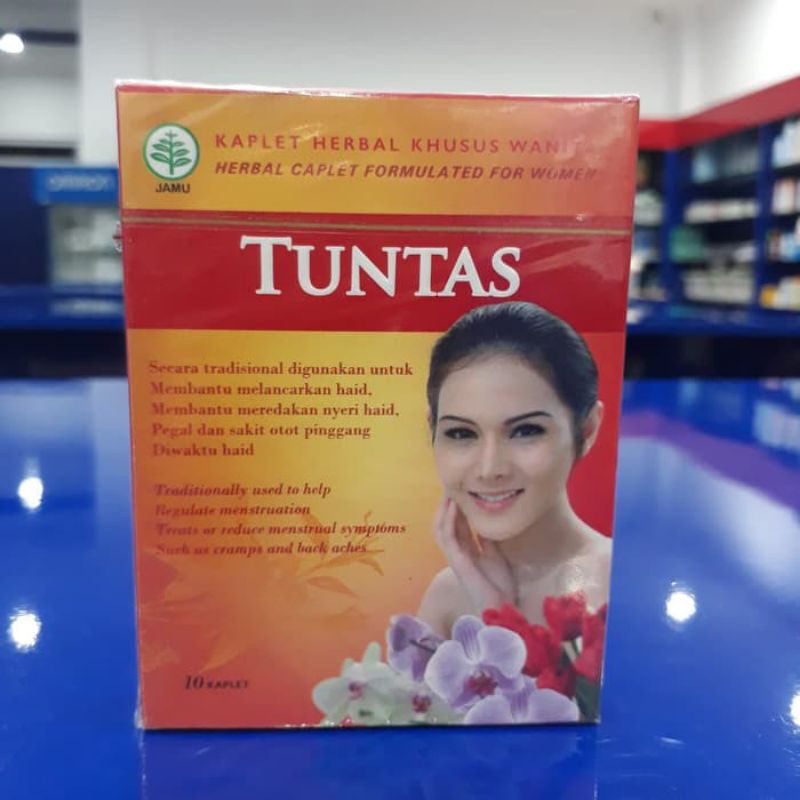 KAPLET HERBAL KHUSUS WANITA
HERBAL CAPLET FORMULATED FOR WOMEN
JAMU
TUNTAS
Secara tradisional digunakan untuk
Membantu melancarkan haid,
Membantu meredakan nyeri haid,
Pegal dan sakit otot pinggang
Diwaktu haid
Traditionally used to help
Regulate menstruation
Treats or reduce menstrual symptoms
Such as cramps and back aches
10 KAPLET